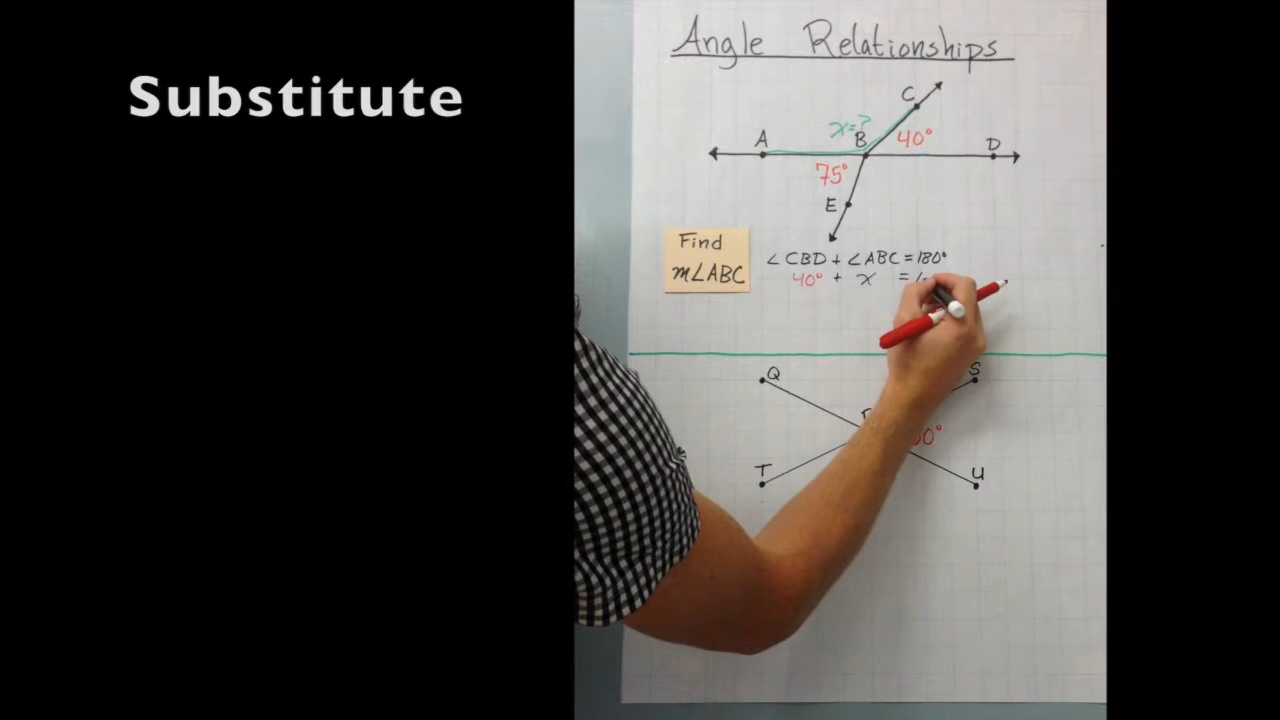 Substitute
Angle Relationships
C
x=?
40°
A
B
D
75°
E
Find
m∠ABC
∠CBD + ∠ABC = 180°
40° + x =
Q
S
T
U